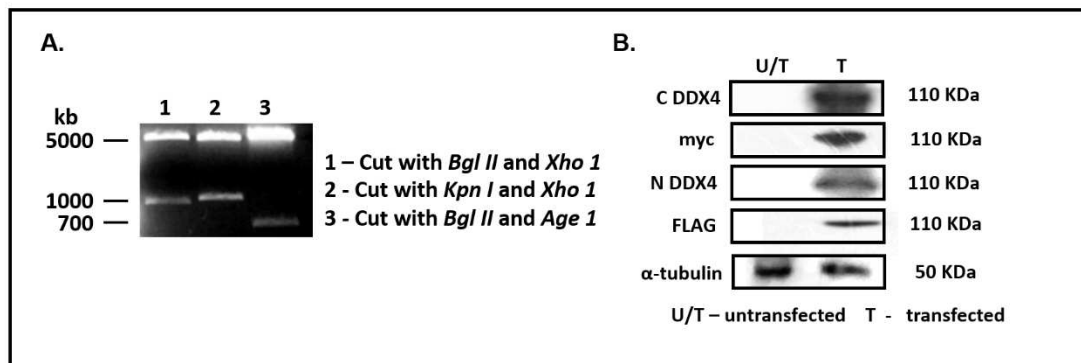 A.
kb
1 2 3
5000
1000
700
1 – Cut with Bgl II and Xho 1
2 - Cut with Kpn I and Xho 1
3 - Cut with Bgl II and Age 1
B.
U/T T
C DDX4 110 KDa
myc 110 KDa
N DDX4 110 KDa
FLAG 110 KDa
α-tubulin 50 KDa
U/T – untransfected T - transfected